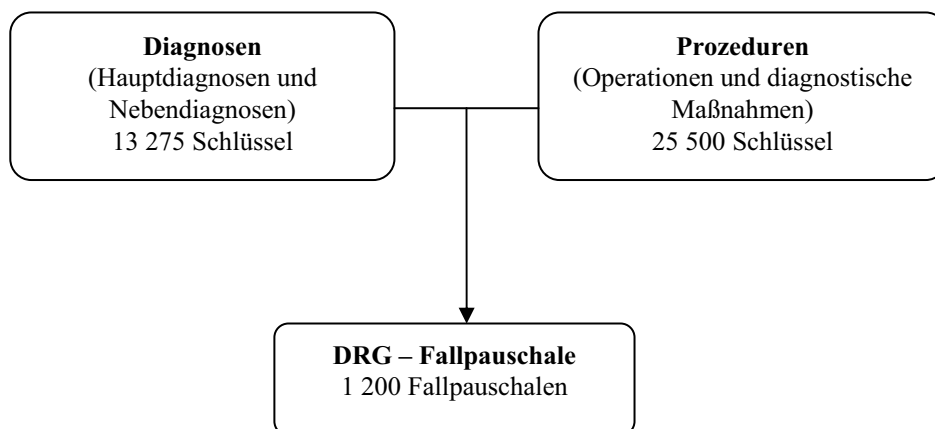 Diagnosen
(Hauptdiagnosen und
Nebendiagnosen)
13 275 Schlüssel
Prozeduren
(Operationen und diagnostische
Maßnahmen)
25 500 Schlüssel
DRG – Fallpauschale
1 200 Fallpauschalen